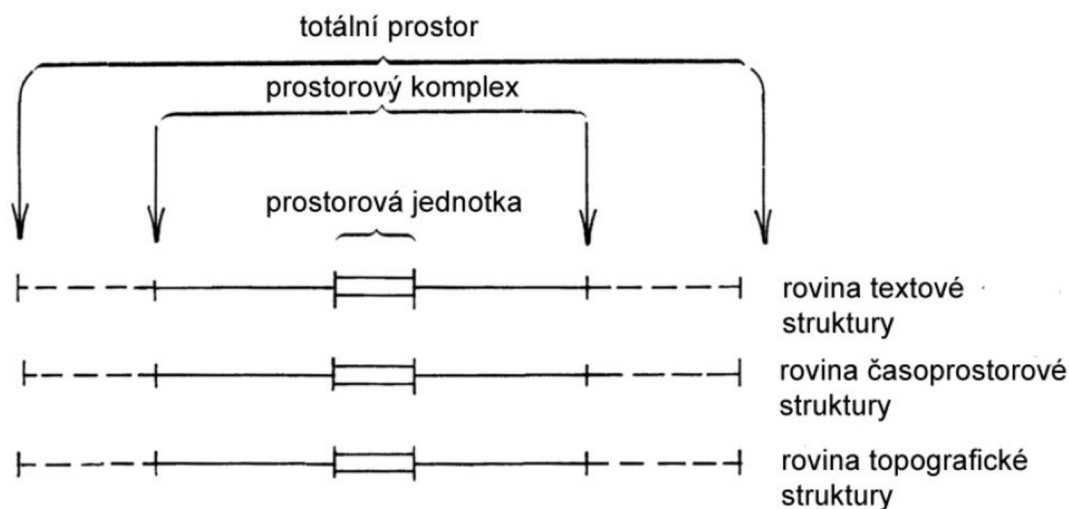 totální prostor
prostorový komplex
prostorová jednotka
rovina textové
struktury
rovina časoprostorové
struktury
rovina topografické
struktury